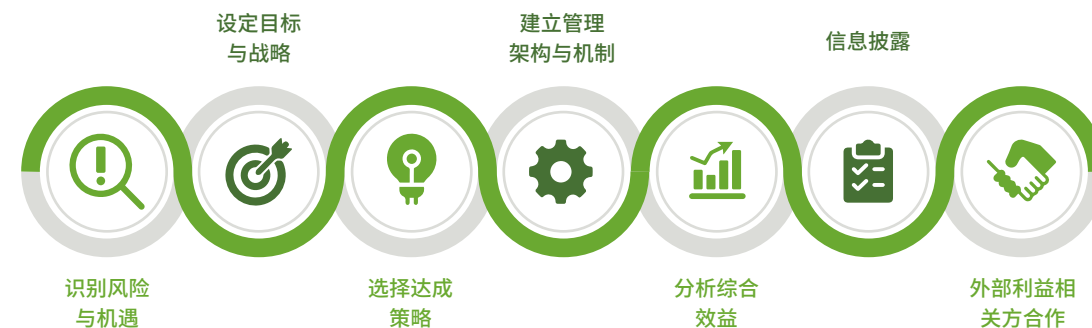 识别风险
与机遇
设定目标
与战略
选择达成
策略
建立管理
架构与机制
分析综合
效益
信息披露
外部利益相
关方合作